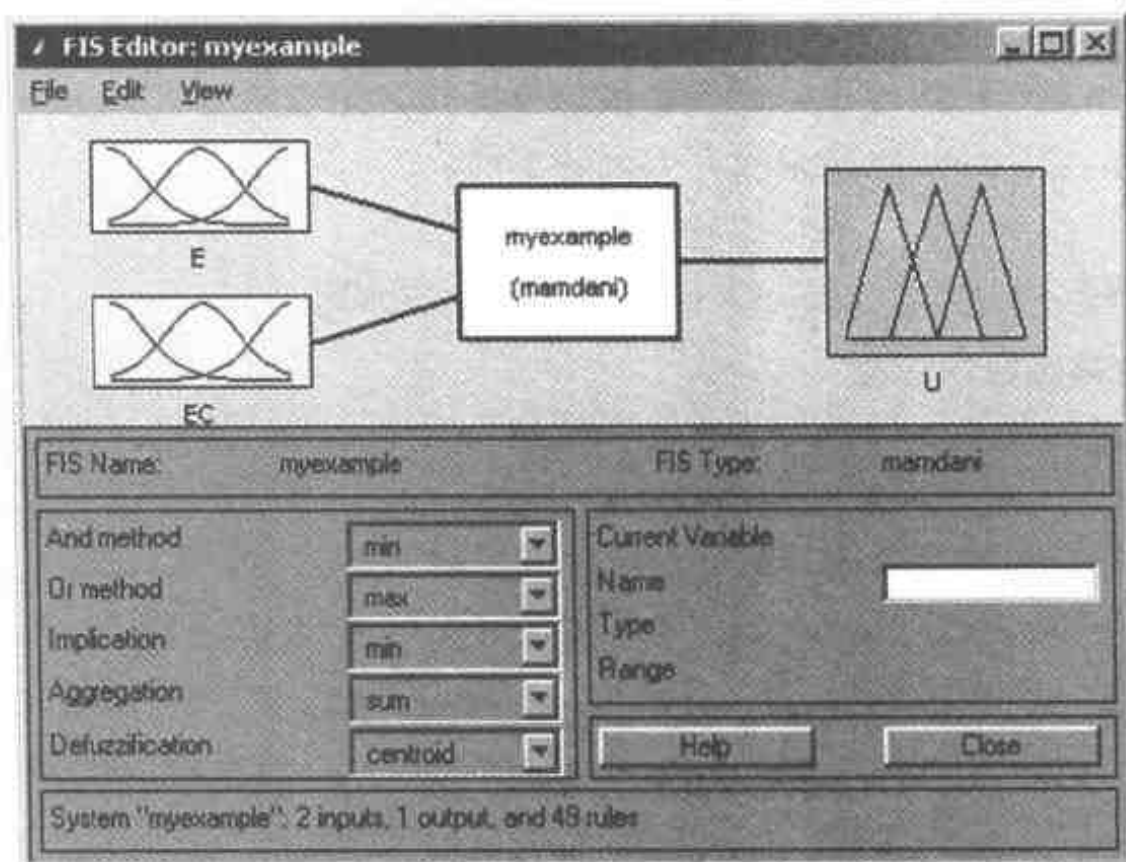 FIS Editor: myexample
File Edit View
E
EC
myexample
(mamdani)
U
FIS Name: myexample FIS Type: mamdani
And method min
Or method max
Implication min
Aggregation sum
Defuzzification centroid
Current Variable
Name
Type
Range
Help Close
System "myexample": 2 inputs, 1 output, and rules